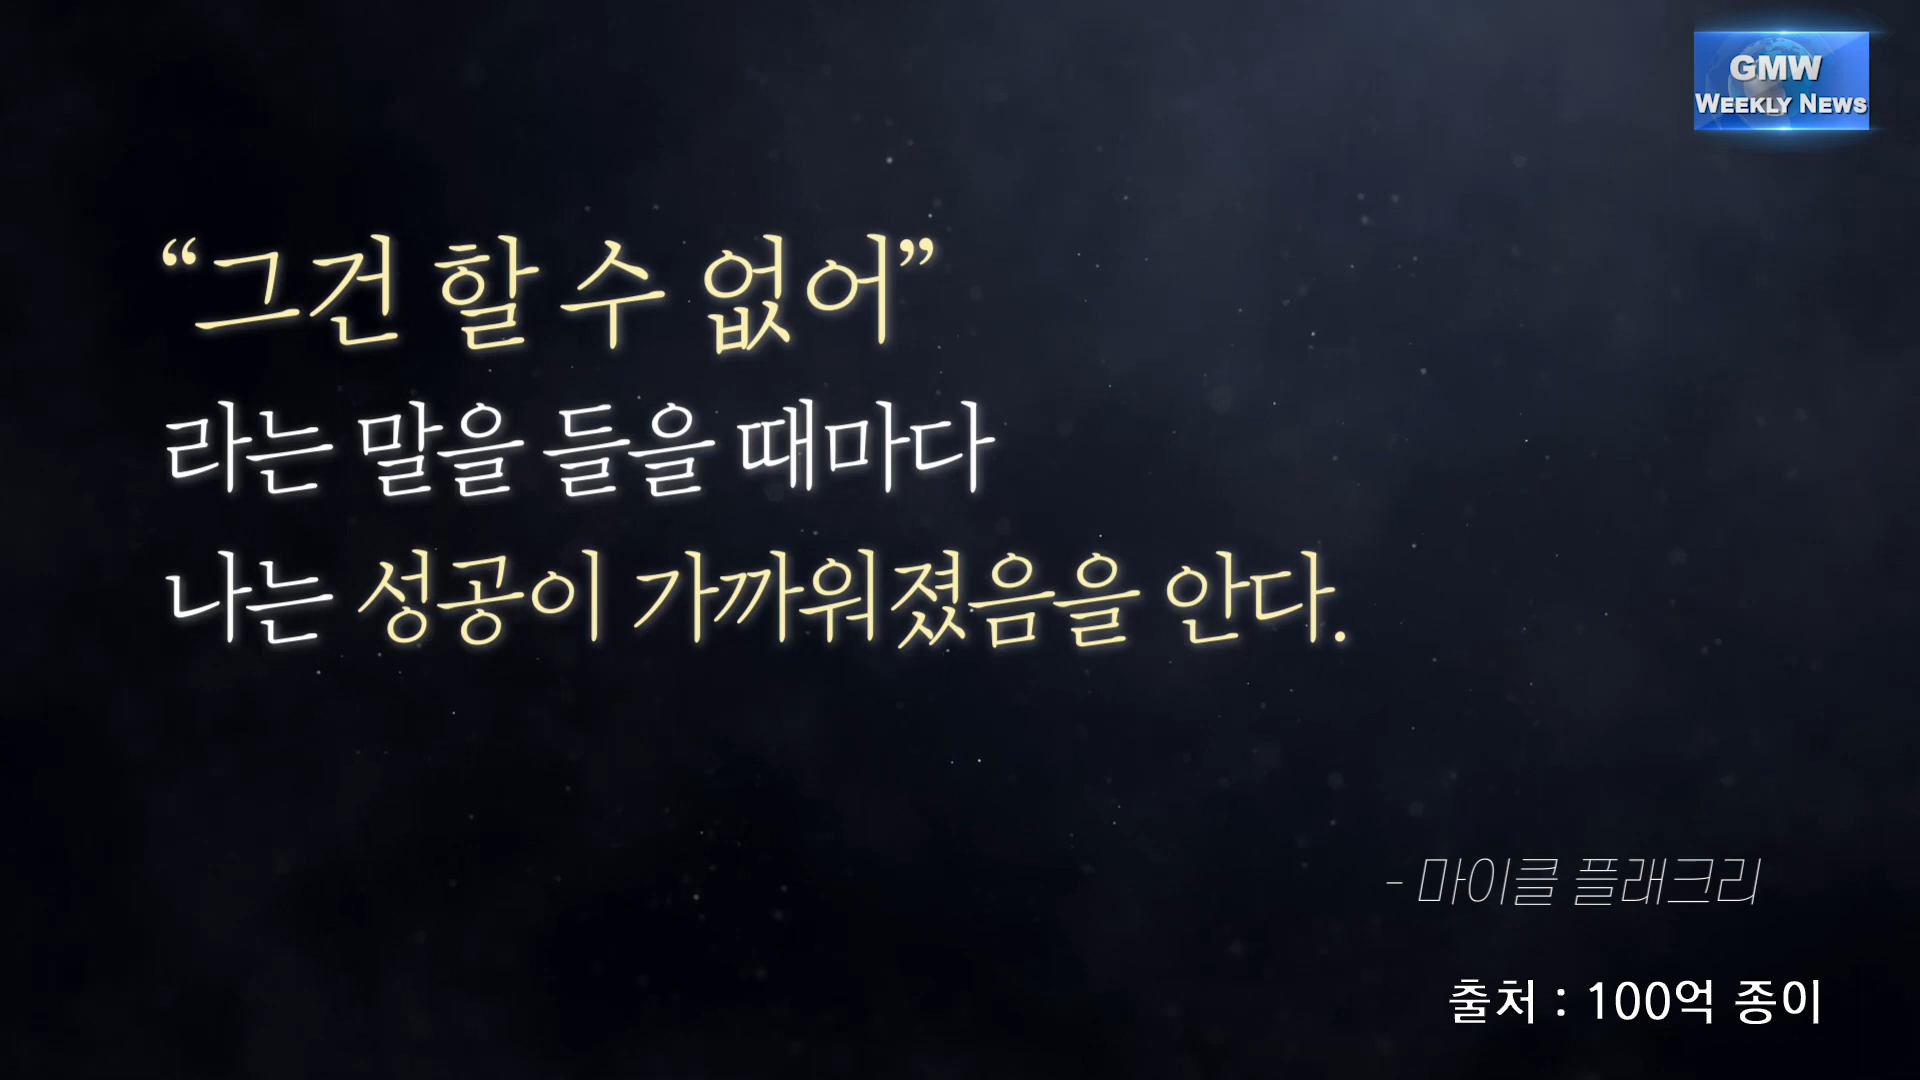 GMW
WEEKLY NEWS
“그건 할 수 없어”
라는 말을 들을 때마다
나는 성공이 가까워졌음을 안다.
- 마이클 플래크리
출처 : 100억 종이